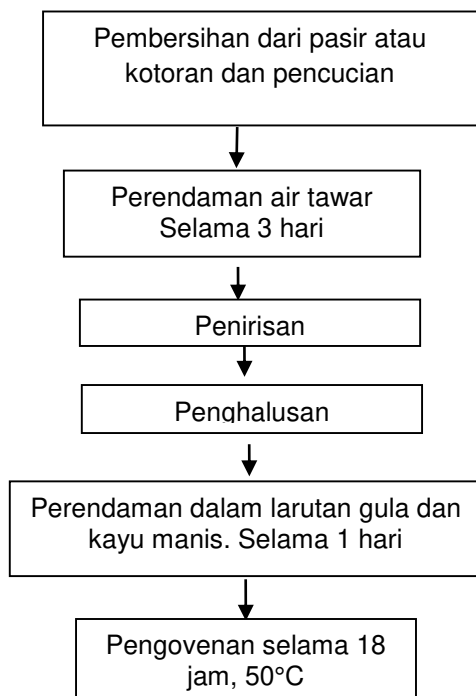 Pembersihan dari pasir atau
kotoran dan pencucian
Perendaman air tawar
Selama 3 hari
Penirisan
Penghalusan
Perendaman dalam larutan gula dan
kayu manis. Selama 1 hari
Pengovenan selama 18
jam, 50°C